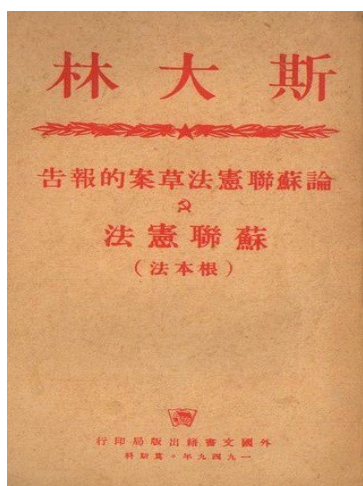 斯大林
論蘇聯憲法草案的報告
蘇聯憲法
(根本法)
外國文書籍出版局印行
一九四九年・莫斯科